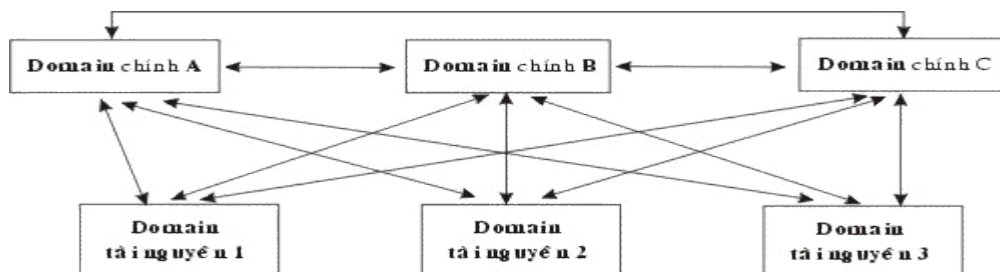 Domain chính A
Domain chính B
Domain chính C
Domain
tài nguyên 1
Domain
tài nguyên 2
Domain
tài nguyên 3